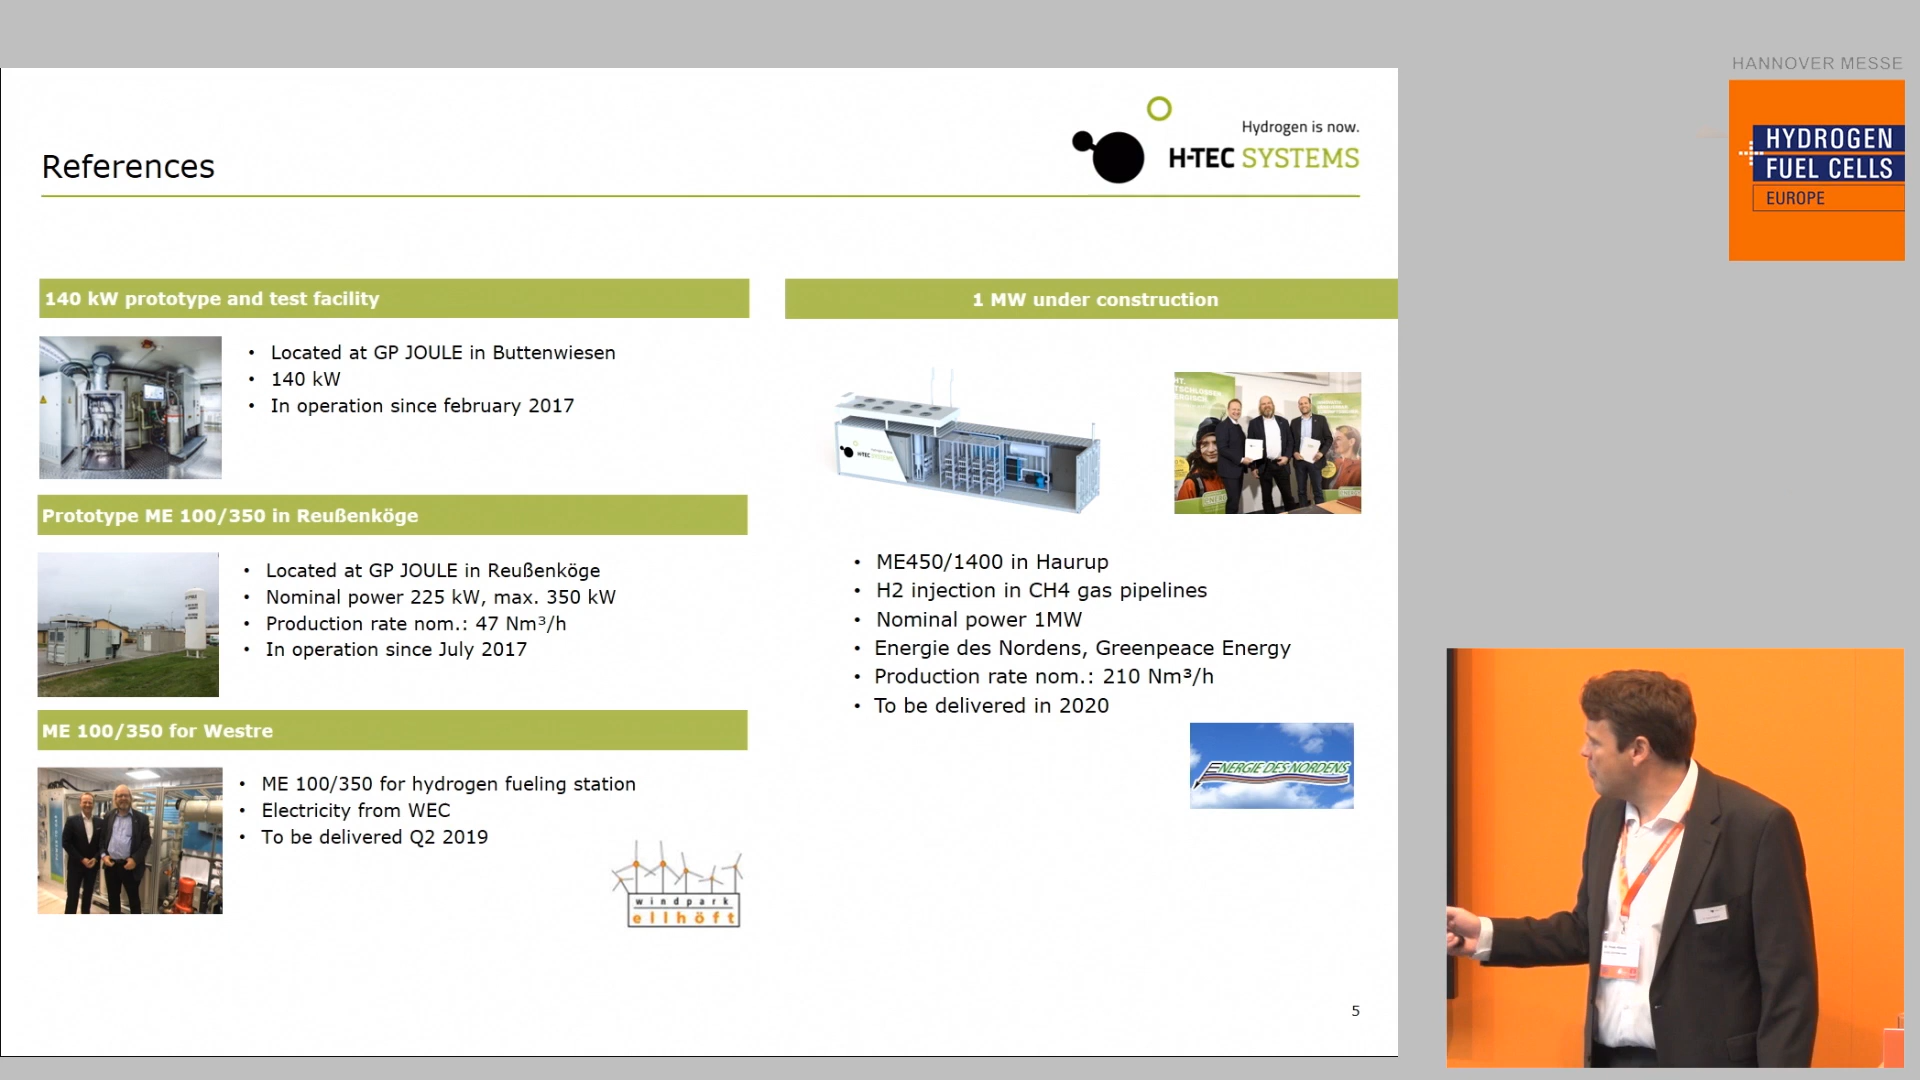 HANNOVER MESSE
HYDROGEN
FUEL CELLS
EUROPE
References
Hydrogen is now.
H-TEC SYSTEMS
140 kW prototype and test facility
• Located at GP JOULE in Buttenwiesen
• 140 kW
• In operation since february 2017
Prototype ME 100/350 in Reußenköge
• Located at GP JOULE in Reußenköge
• Nominal power 225 kW, max. 350 kW
• Production rate nom.: 47 Nm³/h
• In operation since July 2017
ME 100/350 for Westre
• ME 100/350 for hydrogen fueling station
• Electricity from WEC
• To be delivered Q2 2019
windpark
ellhöft
1 MW under construction
H-TEC SYSTEMS
• ME450/1400 in Haurup
• H2 injection in CH4 gas pipelines
• Nominal power 1MW
• Energie des Nordens, Greenpeace Energy
• Production rate nom.: 210 Nm³/h
• To be delivered in 2020
ENERGIE DES NORDENS
5